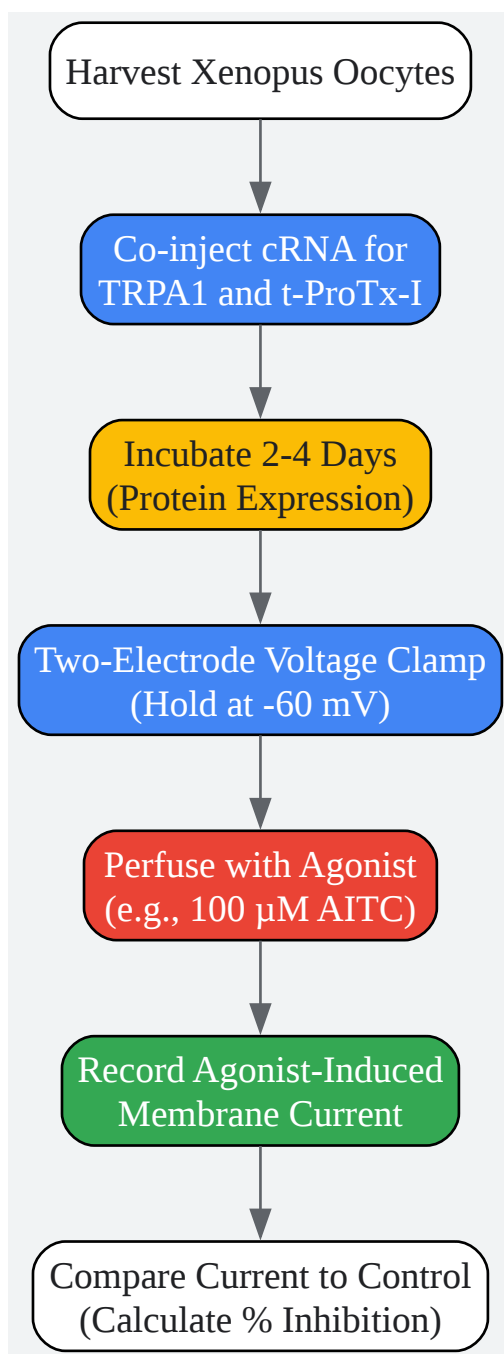 Harvest Xenopus Oocytes
Co-inject cRNA for
TRPA1 and t-ProTx-I
Incubate 2-4 Days
(Protein Expression)
Two-Electrode Voltage Clamp
(Hold at -60 mV)
Perfuse with Agonist
(e.g., 100 µM AITC)
Record Agonist-Induced
Membrane Current
Compare Current to Control
(Calculate % Inhibition)